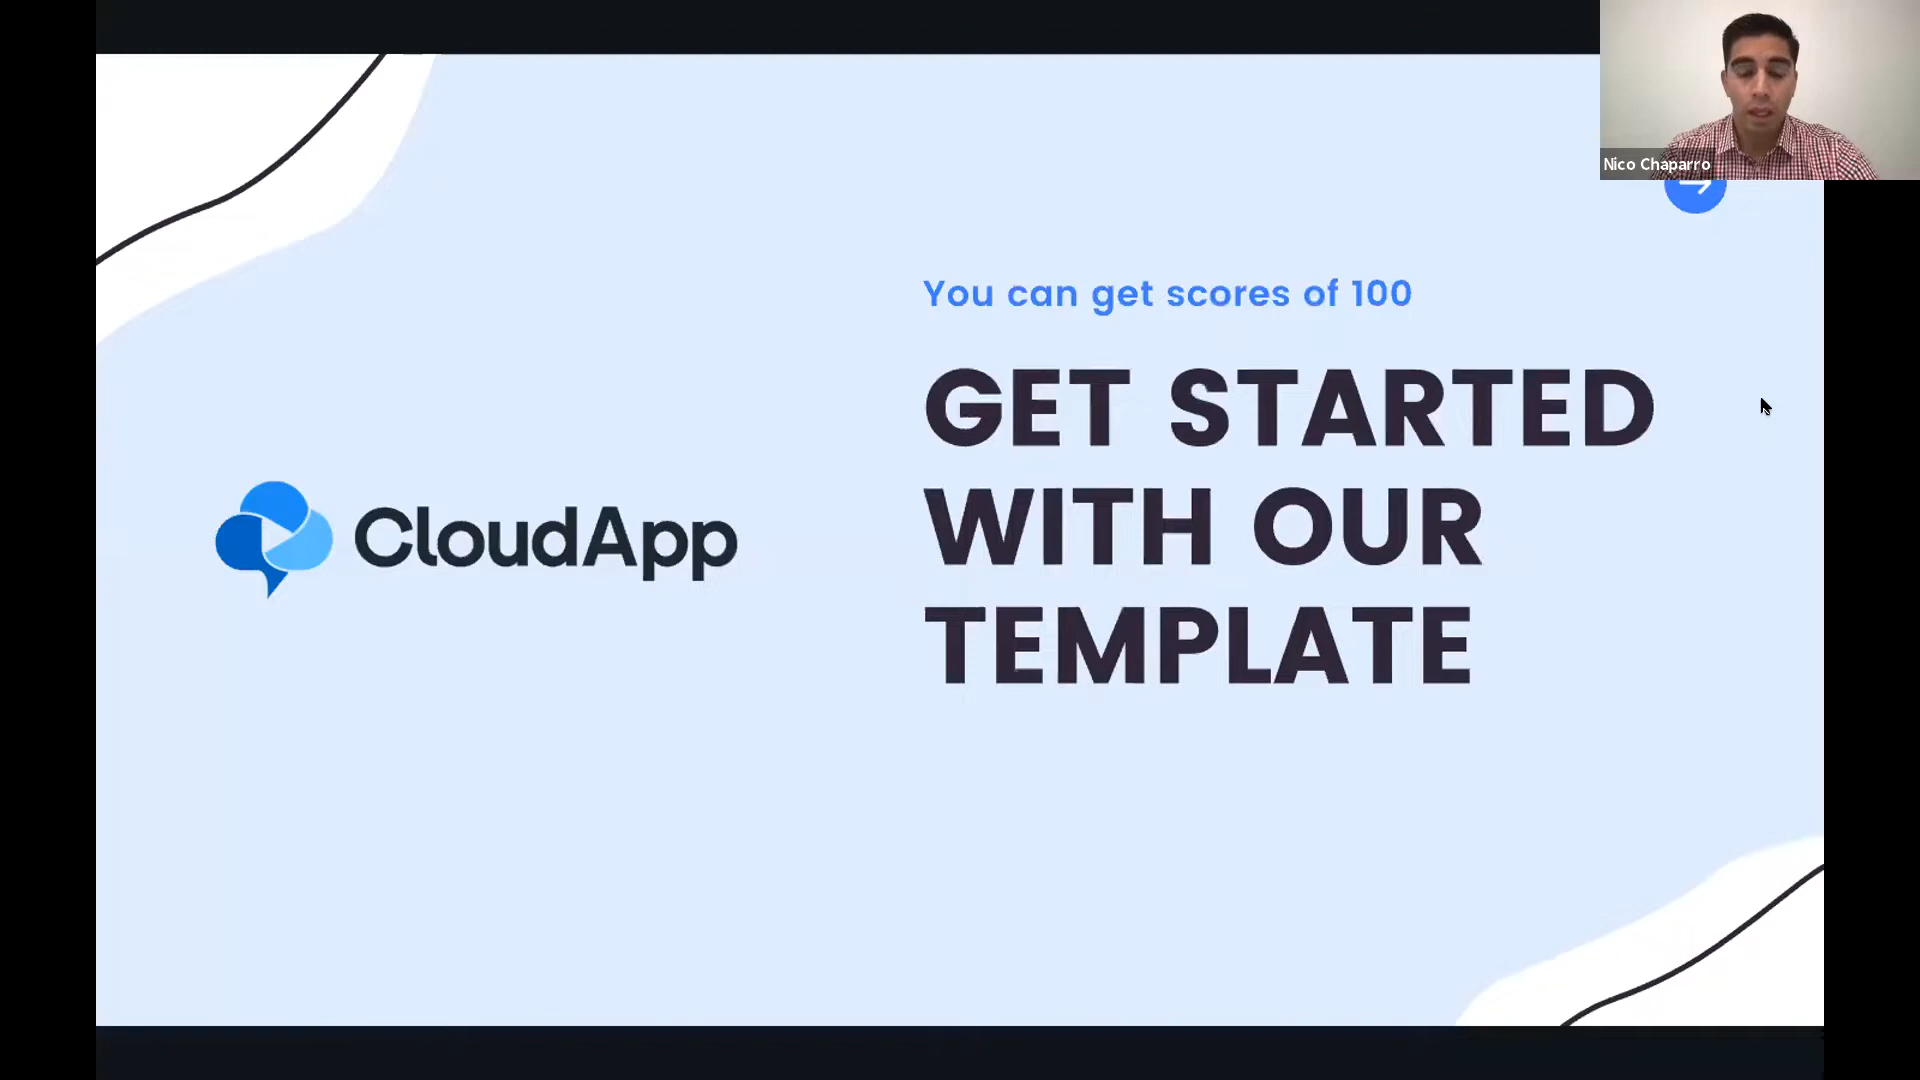 Nico Chaparro
You can get scores of 100
GET STARTED
WITH OUR
TEMPLATE
CloudApp